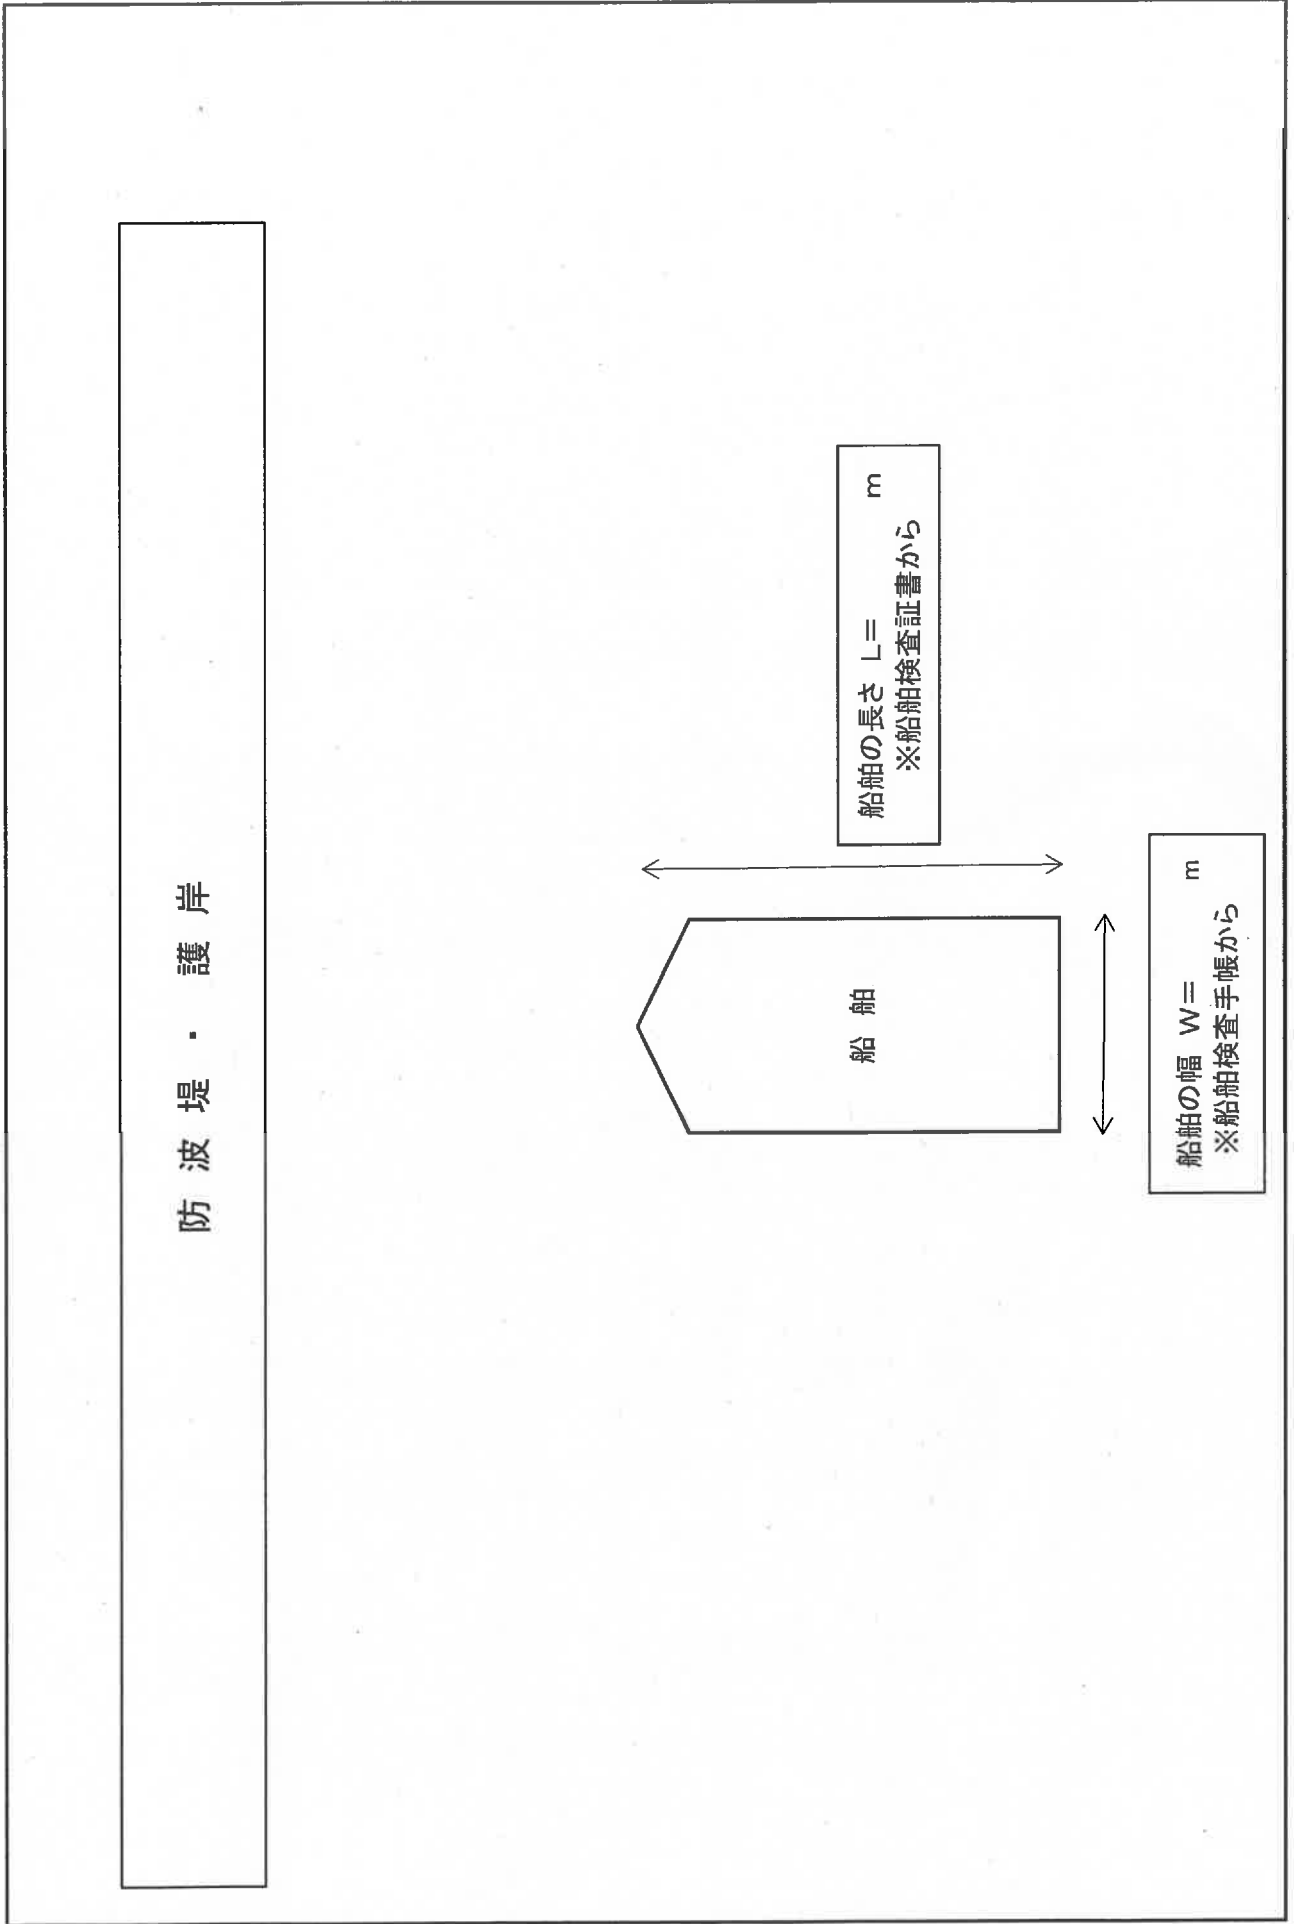 防波堤・護岸
船舶
船舶の長さ L= m
※船舶検査証書から
船舶の幅 W= m
※船舶検査手帳から